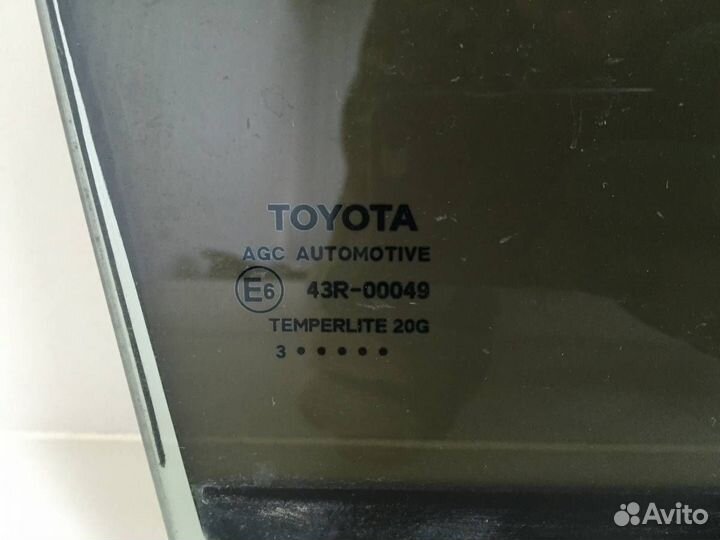 TOYOTA
AGC AUTOMOTIVE
E6 43R-00049
TEMPERLITE 20G
3 • • • • •
Avito